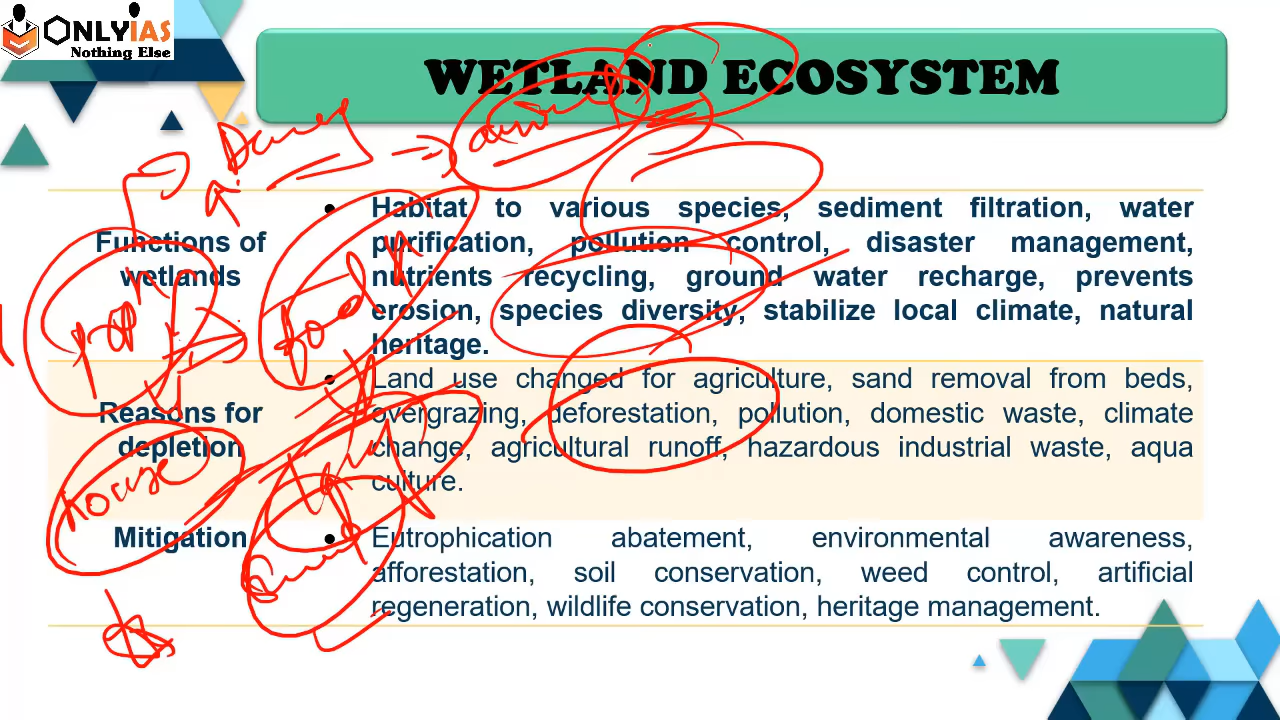 ONLYIAS
Nothing Else
WETLAND ECOSYSTEM
Functions of
wetlands
• Habitat to various species, sediment filtration, water
purification, pollution control, disaster management,
nutrients recycling, ground water recharge, prevents
erosion, species diversity, stabilize local climate, natural
heritage.
Reasons for
depletion
• Land use changed for agriculture, sand removal from beds,
overgrazing, deforestation, pollution, domestic waste, climate
change, agricultural runoff, hazardous industrial waste, aqua
culture.
Mitigation
• Eutrophication abatement, environmental awareness,
afforestation, soil conservation, weed control, artificial
regeneration, wildlife conservation, heritage management.
food
house